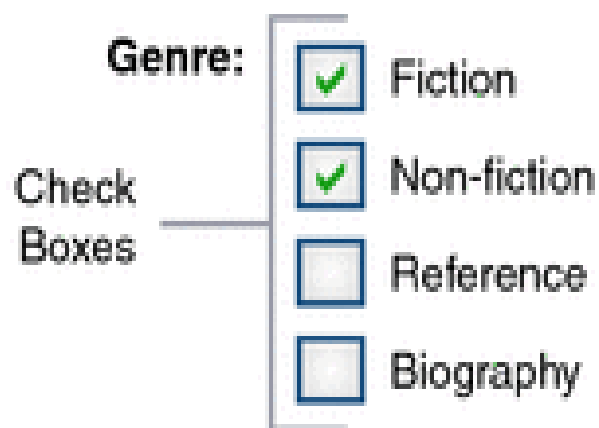 Genre:
Fiction
Non-fiction
Check
Boxes
Reference
Biography